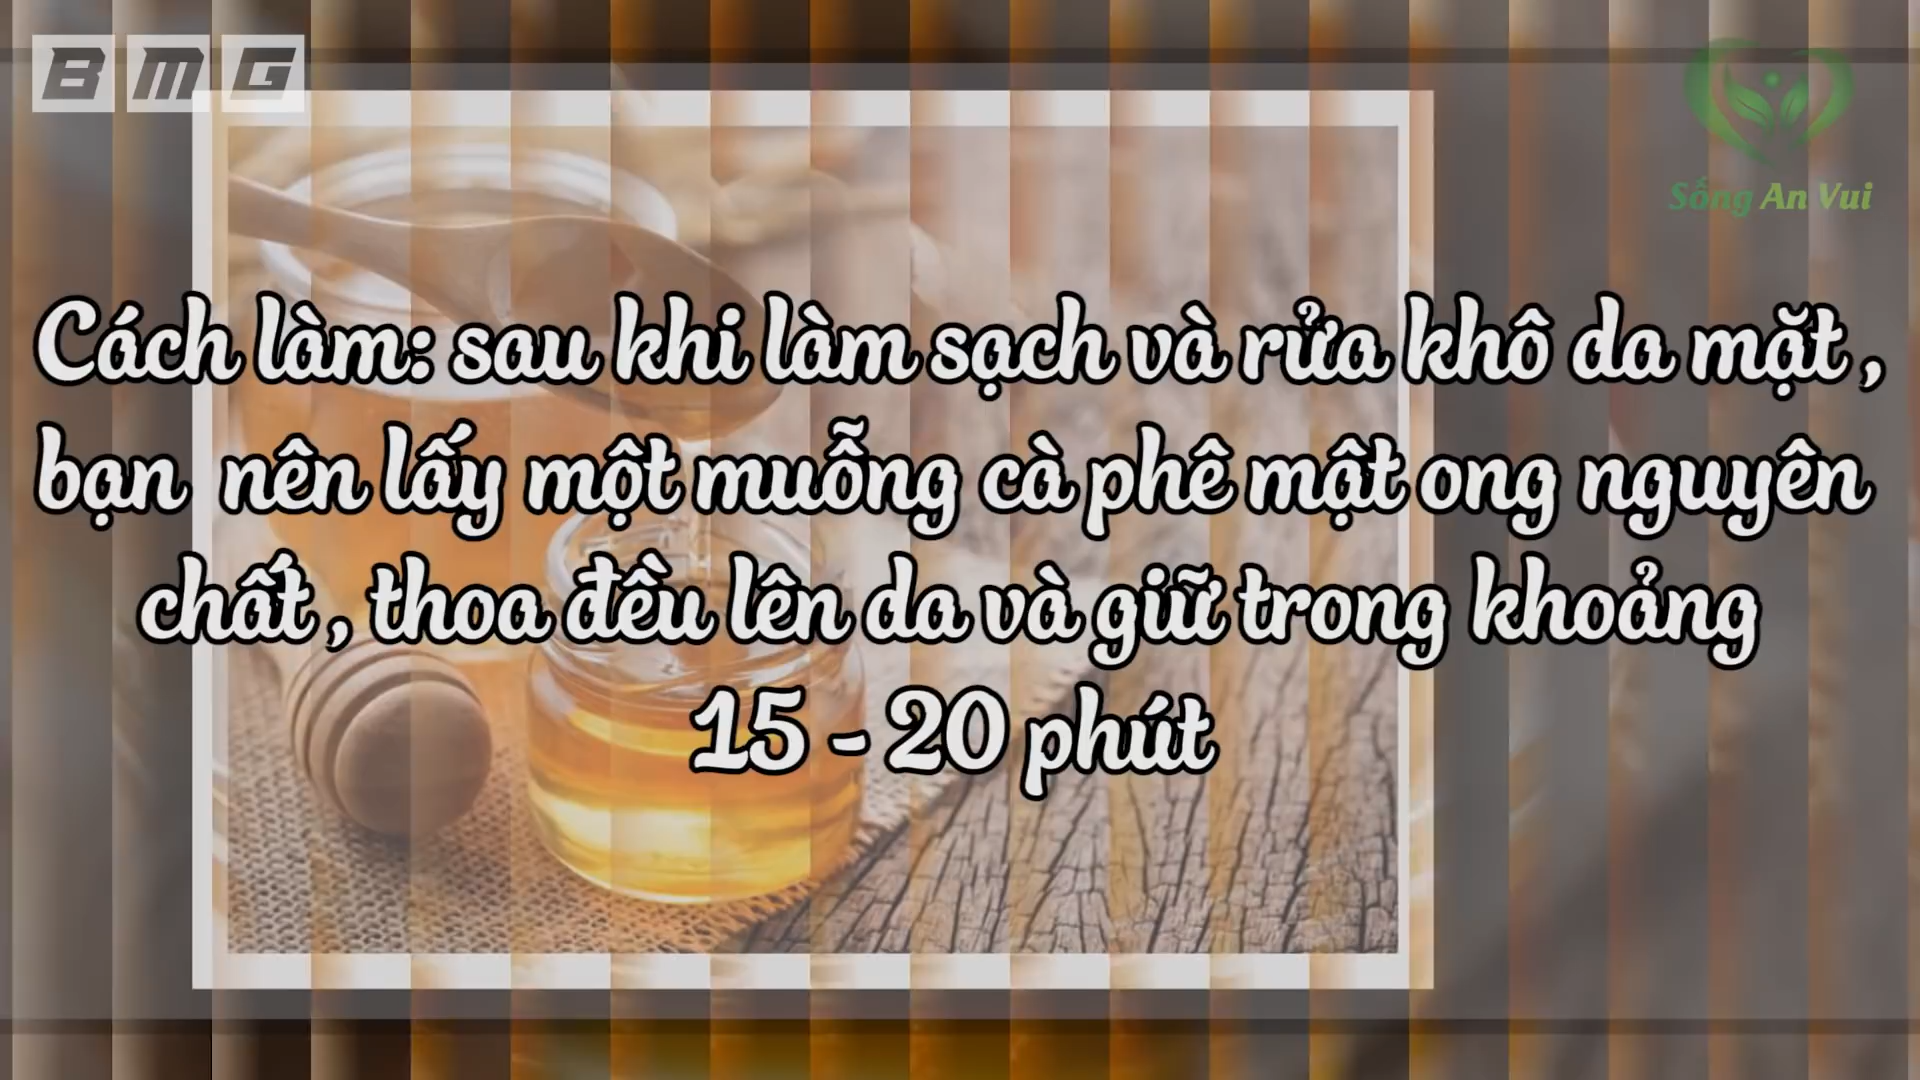 BMG
Sống An Vui
Cách làm: sau khi làm sạch và rửa khô da mặt ,
bạn nên lấy một muỗng cà phê mật ong nguyên
chất , thoa đều lên da và giữ trong khoảng
15 - 20 phút